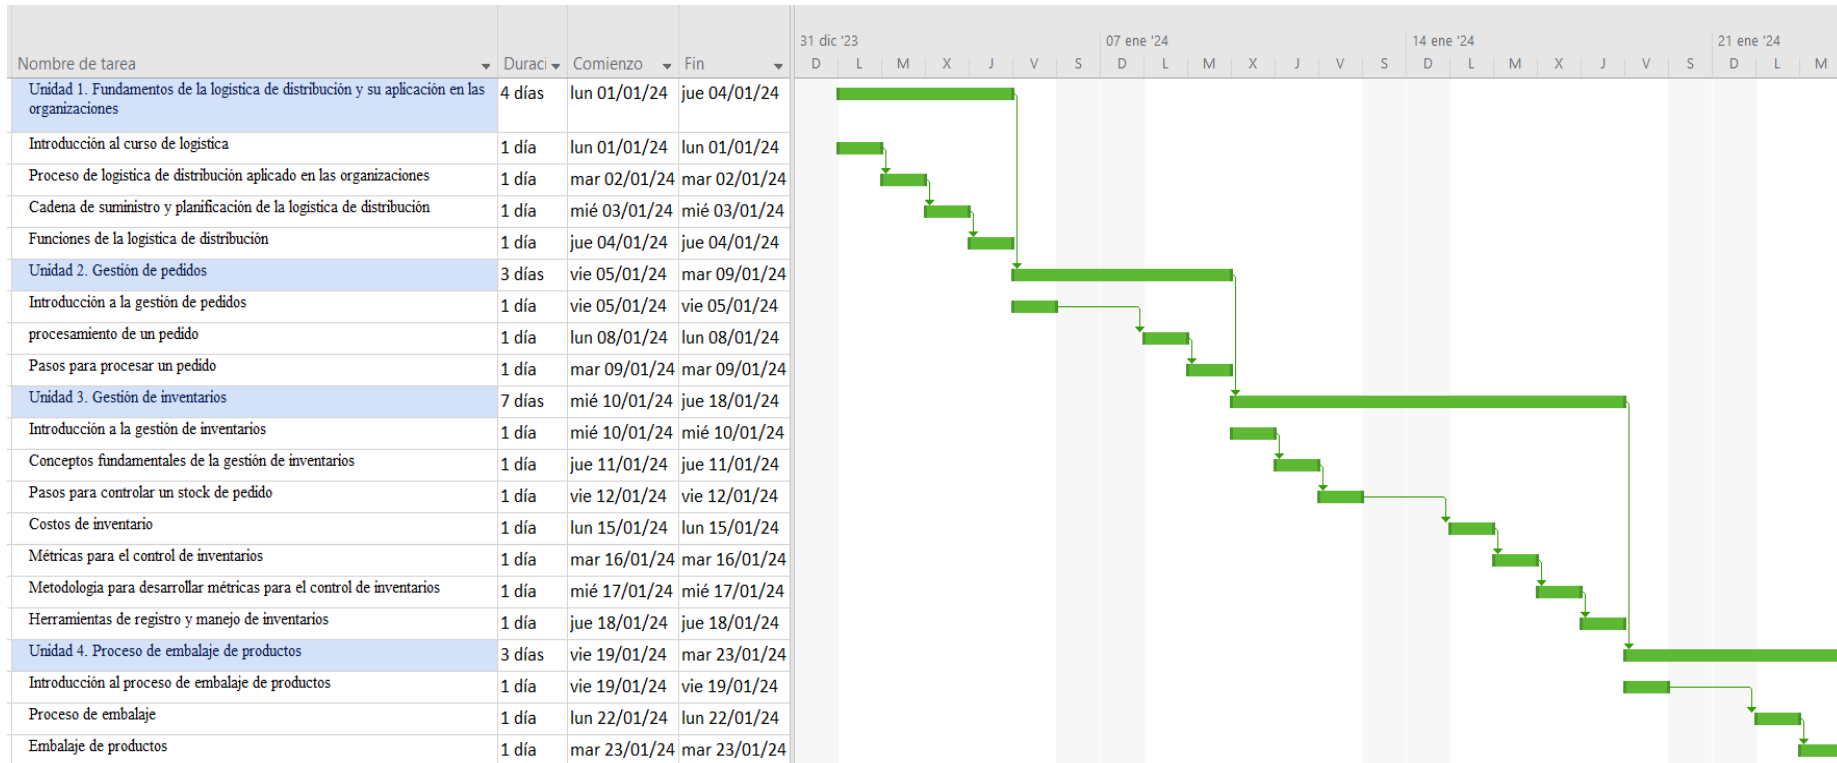 31 dic '23 07 ene '24 14 ene '24 21 ene '24
Nombre de tarea Duraci Comienzo Fin D L M X J V S D L M X J V S D L M X J V S D L M
Unidad 1. Fundamentos de la logistica de distribución y su aplicación en las 4 días lun 01/01/24 jue 04/01/24
organizaciones
Introducción al curso de logistica 1 día lun 01/01/24 lun 01/01/24
Proceso de logistica de distribución aplicado en las organizaciones 1 día mar 02/01/24 mar 02/01/24
Cadena de suministro y planificación de la logistica de distribución 1 día mié 03/01/24 mié 03/01/24
Funciones de la logistica de distribución 1 día jue 04/01/24 jue 04/01/24
Unidad 2. Gestión de pedidos 3 días vie 05/01/24 mar 09/01/24
Introducción a la gestión de pedidos 1 día vie 05/01/24 vie 05/01/24
procesamiento de un pedido 1 día lun 08/01/24 lun 08/01/24
Pasos para procesar un pedido 1 día mar 09/01/24 mar 09/01/24
Unidad 3. Gestión de inventarios 7 días mié 10/01/24 jue 18/01/24
Introducción a la gestión de inventarios 1 día mié 10/01/24 mié 10/01/24
Conceptos fundamentales de la gestión de inventarios 1 día jue 11/01/24 jue 11/01/24
Pasos para controlar un stock de pedido 1 día vie 12/01/24 vie 12/01/24
Costos de inventario 1 día lun 15/01/24 lun 15/01/24
Métricas para el control de inventarios 1 día mar 16/01/24 mar 16/01/24
Metodologia para desarrollar métricas para el control de inventarios 1 día mié 17/01/24 mié 17/01/24
Herramientas de registro y manejo de inventarios 1 día jue 18/01/24 jue 18/01/24
Unidad 4. Proceso de embalaje de productos 3 días vie 19/01/24 mar 23/01/24
Introducción al proceso de embalaje de productos 1 día vie 19/01/24 vie 19/01/24
Proceso de embalaje 1 día lun 22/01/24 lun 22/01/24
Embalaje de productos 1 día mar 23/01/24 mar 23/01/24